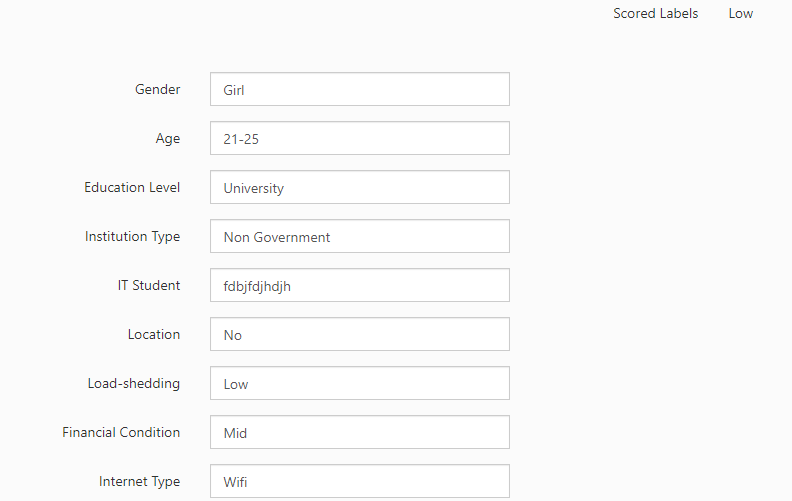 Scored Labels Low
Gender Girl
Age 21-25
Education Level University
Institution Type Non Government
IT Student fdbjfdjhdjh
Location No
Load-shedding Low
Financial Condition Mid
Internet Type Wifi